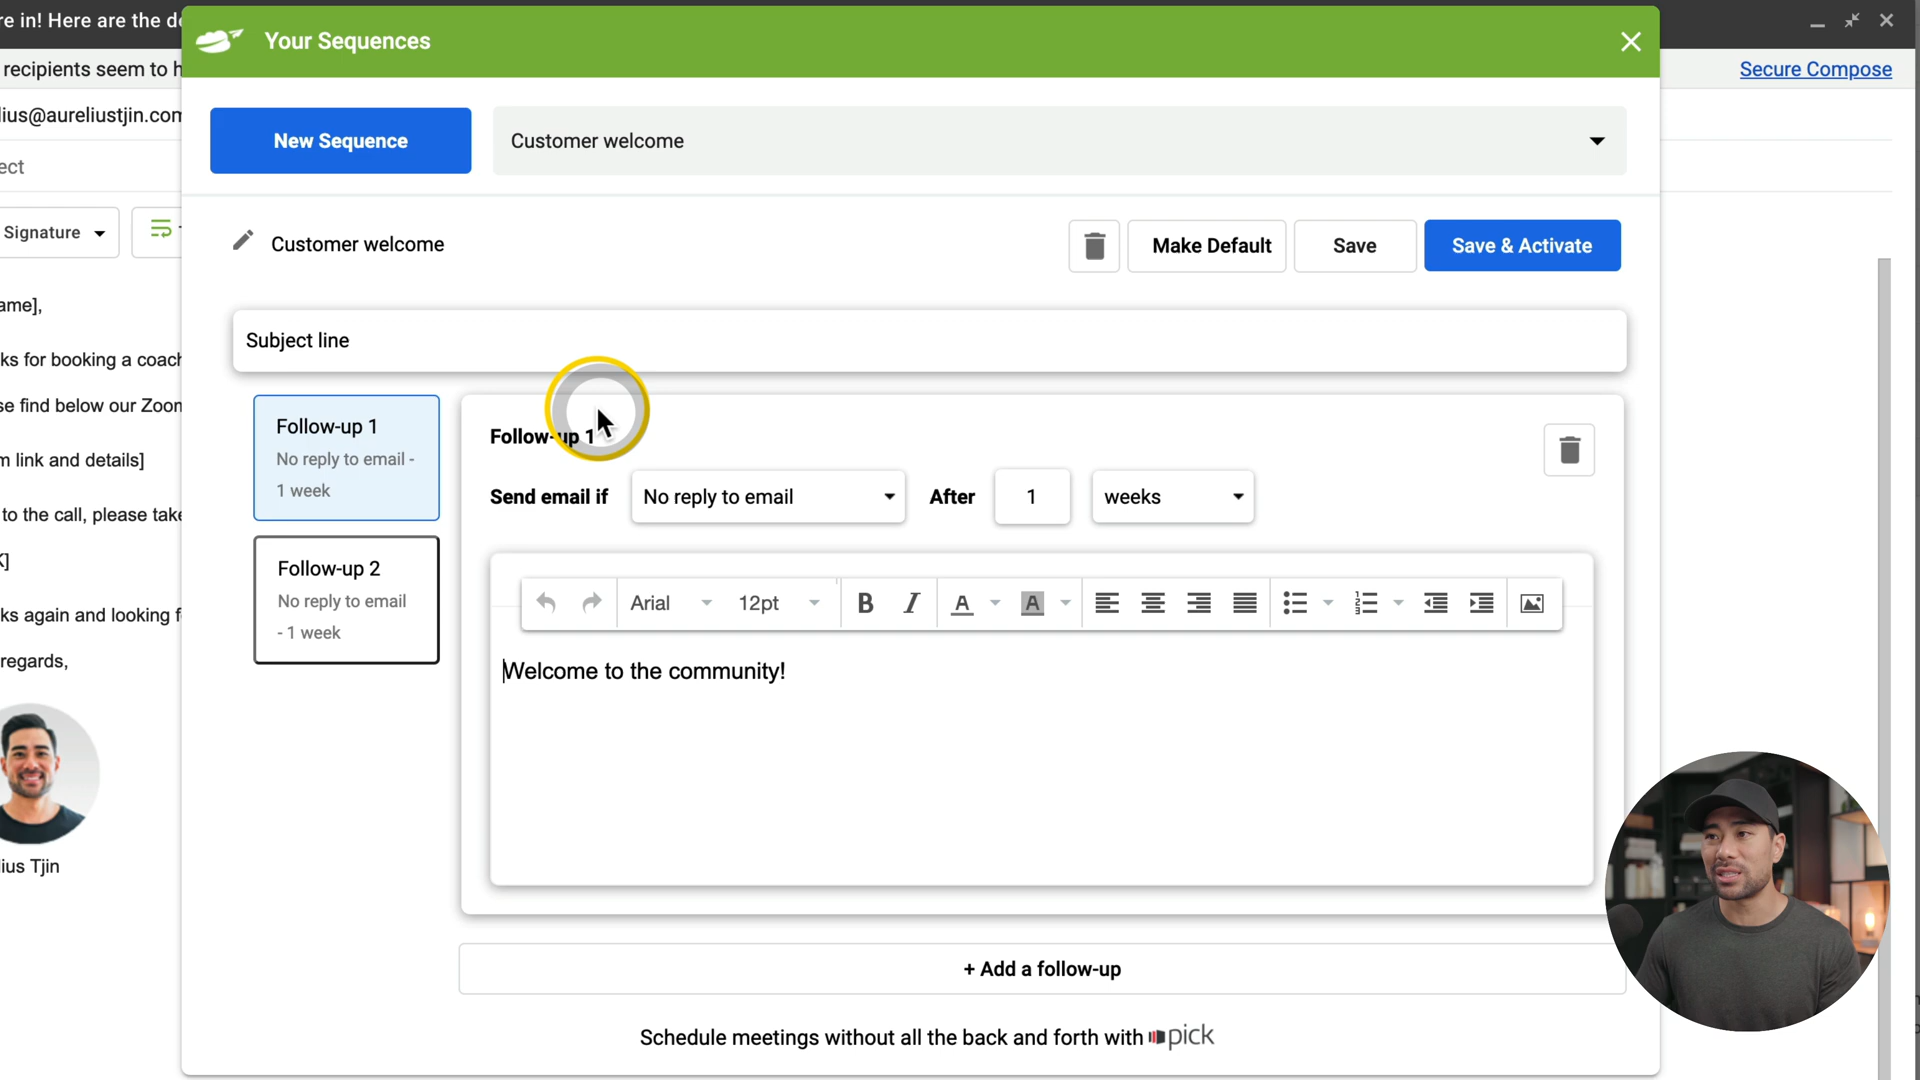 re in! Here are the de
Your Sequences
recipients seem to h
Secure Compose
lius@aureliustjin.com
New Sequence
Customer welcome
ect
Signature
Customer welcome
Make Default
Save
Save & Activate
ame],
Subject line
ks for booking a coach
se find below our Zoom
Follow-up 1
No reply to email -
1 week
Follow-up 1
m link and details]
Send email if
No reply to email
After
1
weeks
to the call, please take
Follow-up 2
No reply to email
- 1 week
K]
Arial
12pt
B
I
A
A
ks again and looking f
regards,
Welcome to the community!
lius Tjin
+ Add a follow-up
Schedule meetings without all the back and forth with pick